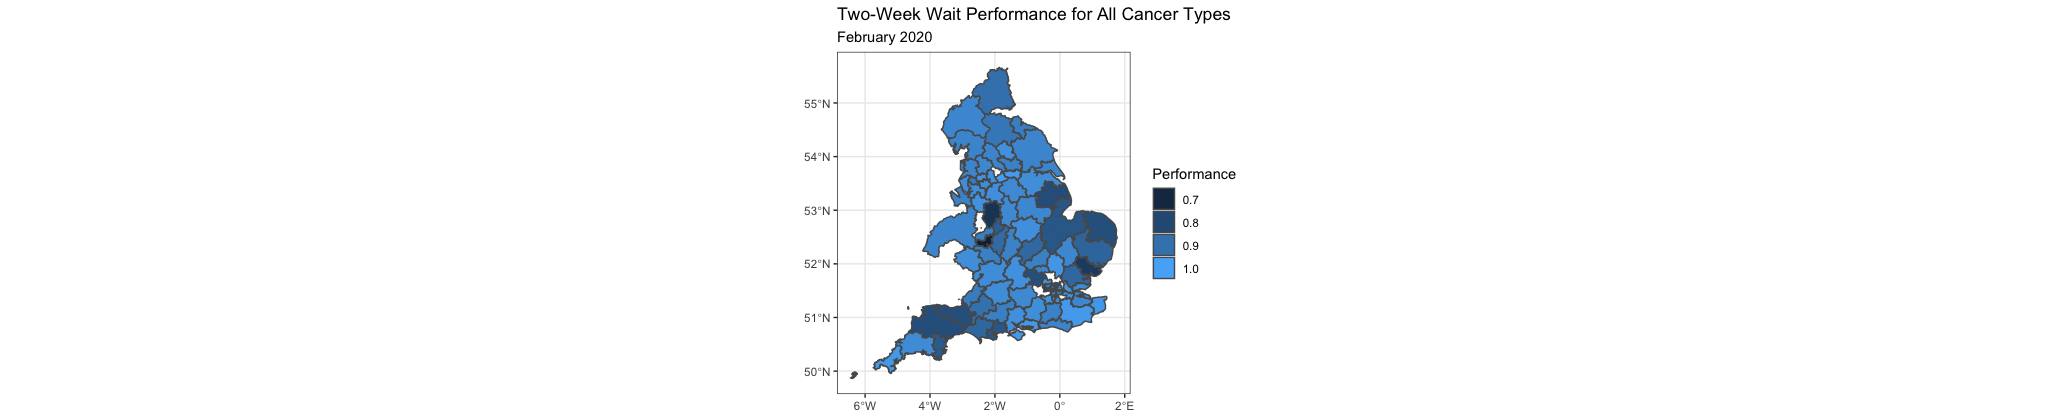 Two-Week Wait Performance for All Cancer Types
February 2020
55°N
54°N
53°N
52°N
51°N
50°N
6°W 4°W 2°W 0° 2°E
Performance
0.7
0.8
0.9
1.0